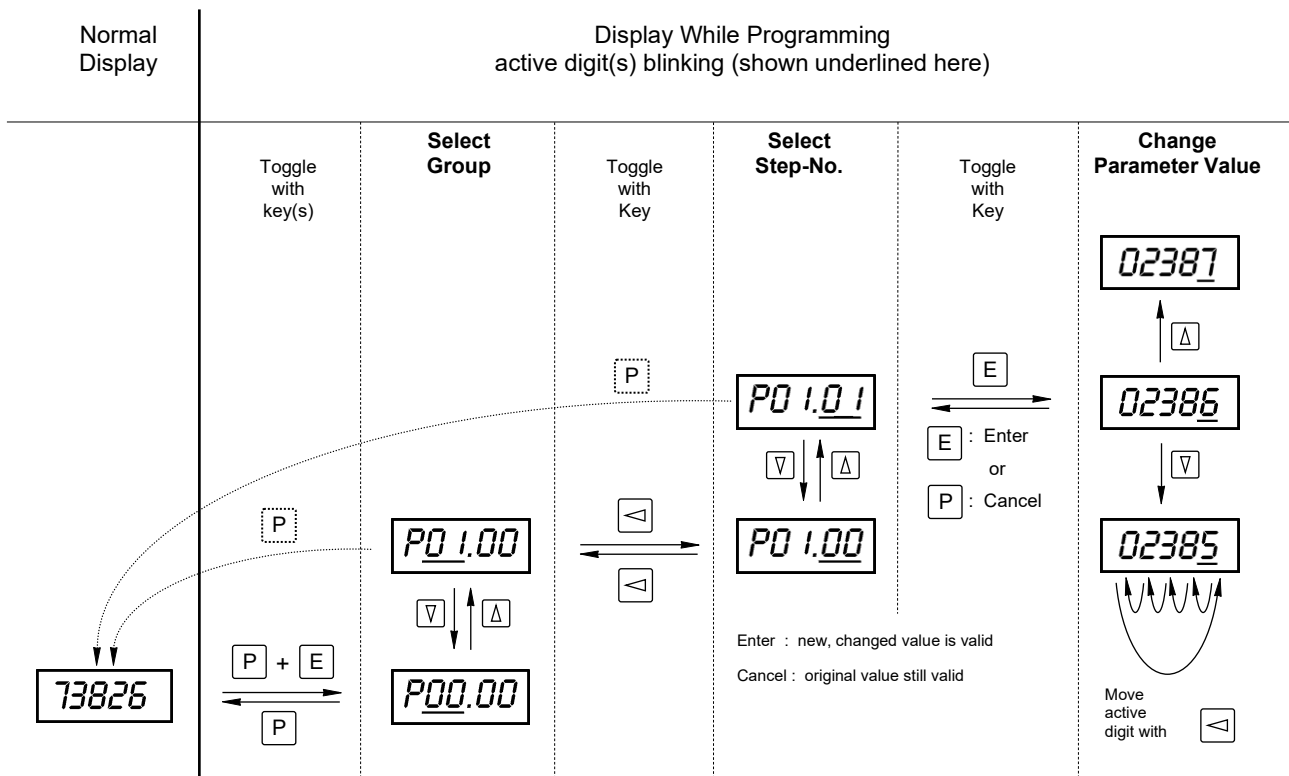 Normal
Display
Display While Programming
active digit(s) blinking (shown underlined here)
Toggle
with
key(s)
Select
Group
Toggle
with
Key
Select
Step-No.
Toggle
with
Key
Change
Parameter Value
02387
P
P01.01
E
02386
E : Enter
or
P : Cancel
P
P01.00
P01.00
02385
Enter : new, changed value is valid
Cancel : original value still valid
73826
P + E
P
P00.00
Move
active
digit with